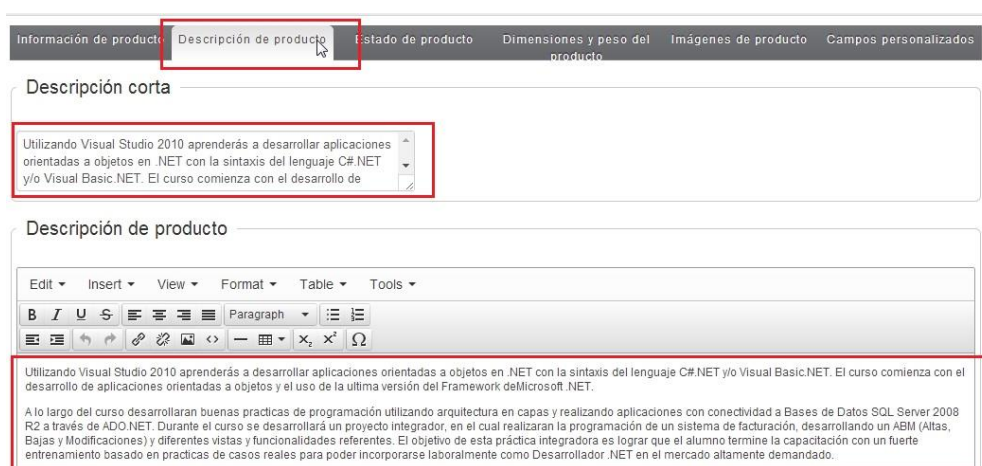 Información de producto Descripción de producto Estado de producto Dimensiones y peso del producto Imágenes de producto Campos personalizados
Descripción corta
Utilizando Visual Studio 2010 aprenderás a desarrollar aplicaciones
orientadas a objetos en .NET con la sintaxis del lenguaje C#.NET
y/o Visual Basic.NET. El curso comienza con el desarrollo de
Descripción de producto
Edit Insert View Format Table Tools
B I U S Paragraph
x₂ x² Ω
Utilizando Visual Studio 2010 aprenderás a desarrollar aplicaciones orientadas a objetos en .NET con la sintaxis del lenguaje C#.NET y/o Visual Basic.NET. El curso comienza con el
desarrollo de aplicaciones orientadas a objetos y el uso de la ultima versión del Framework deMicrosoft .NET.
A lo largo del curso desarrollaran buenas practicas de programación utilizando arquitectura en capas y realizando aplicaciones con conectividad a Bases de Datos SQL Server 2008
R2 a través de ADO.NET. Durante el curso se desarrollará un proyecto integrador, en el cual realizaran la programación de un sistema de facturación, desarrollando un ABM (Altas,
Bajas y Modificaciones) y diferentes vistas y funcionalidades referentes. El objetivo de esta práctica integradora es lograr que el alumno termine la capacitación con un fuerte
entrenamiento basado en practicas de casos reales para poder incorporarse laboralmente como Desarrollador .NET en el mercado altamente demandado.